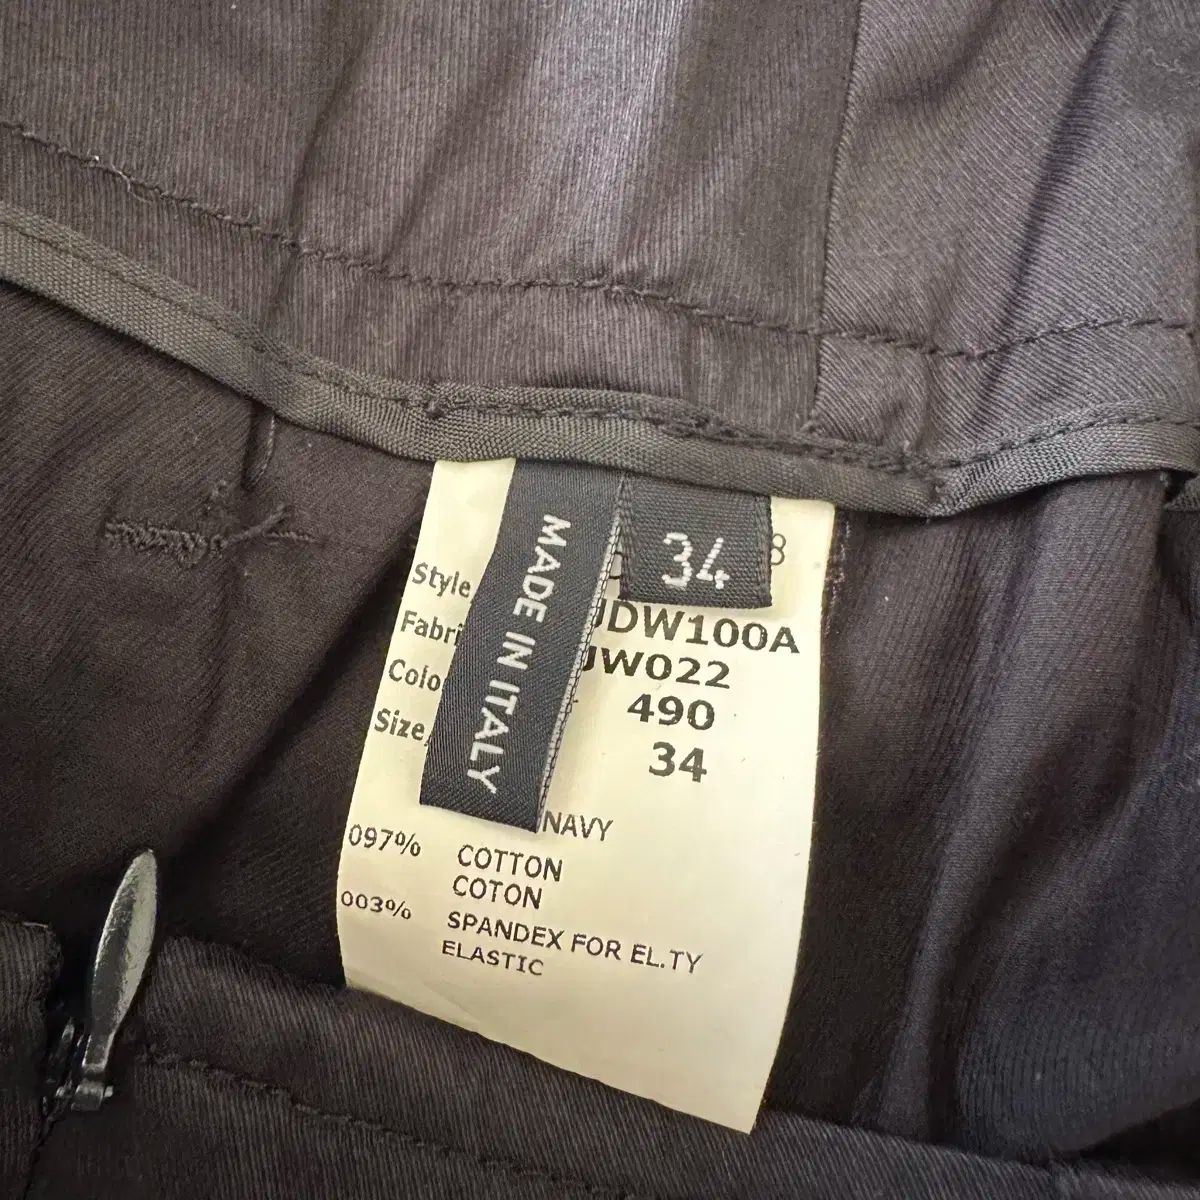 MADE IN ITALY
34
8
Style
JDW100A
Fabri
JW022
Colo
490
Size
34
NAVY
097% COTTON
COTON
003% SPANDEX FOR EL.TY
ELASTIC